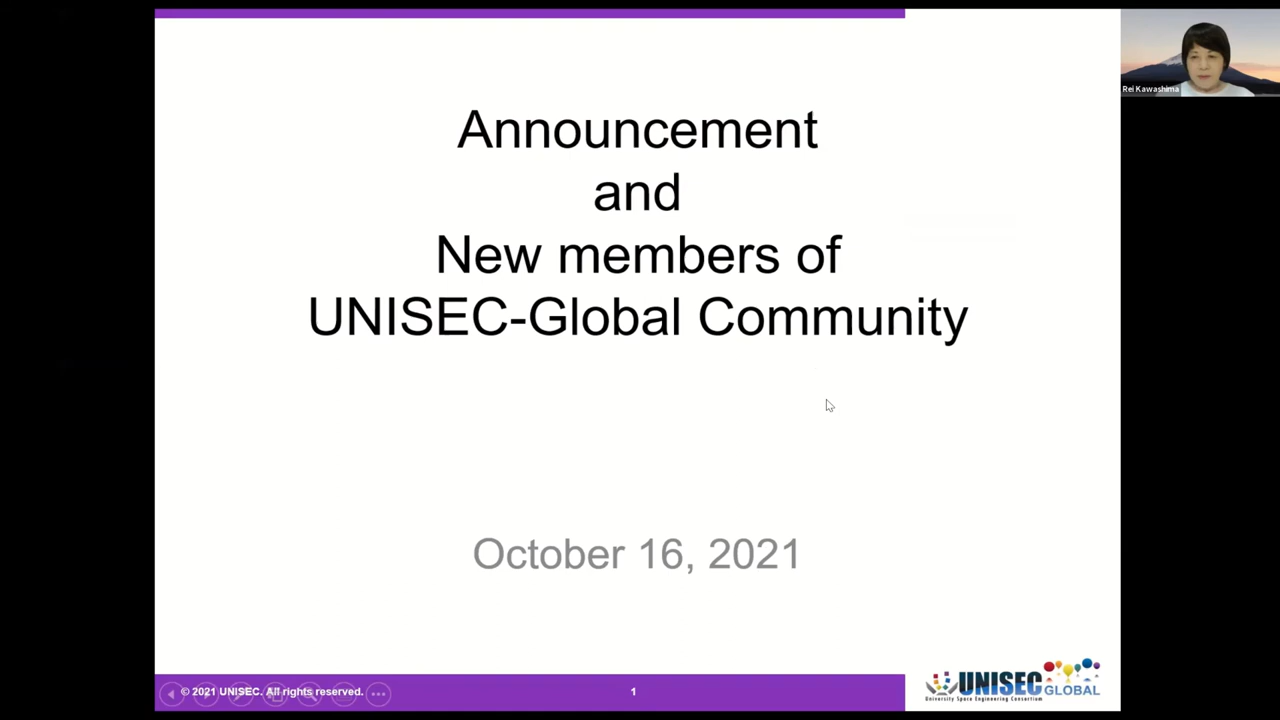 Announcement
and
New members of
UNISEC-Global Community
Rei Kawashima
October 16, 2021
© 2021 UNISEC. All rights reserved.
1
UNISEC GLOBAL
University Space Engineering Consortium